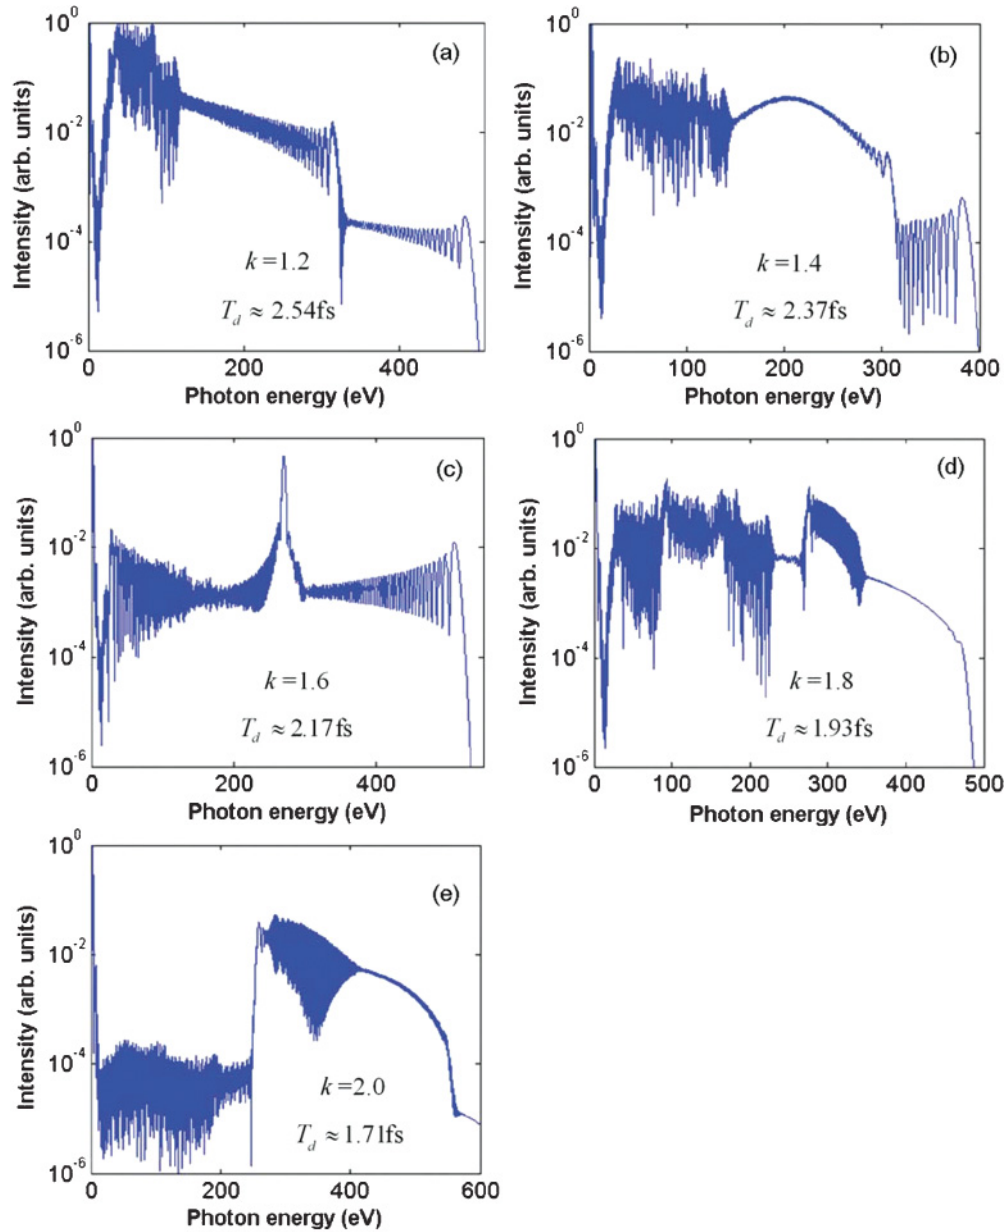 (a)
Intensity (arb. units)
10^0
10^-2
10^-4
10^-6
k =1.2
T_d ≈ 2.54fs
0 200 400
Photon energy (eV)
(b)
Intensity (arb. units)
10^0
10^-2
10^-4
10^-6
k =1.4
T_d ≈ 2.37fs
0 100 200 300 400
Photon energy (eV)
(c)
Intensity (arb. units)
10^0
10^-2
10^-4
10^-6
k =1.6
T_d ≈ 2.17fs
0 200 400
Photon energy (eV)
(d)
Intensity (arb. units)
10^0
10^-2
10^-4
10^-6
k =1.8
T_d ≈ 1.93fs
0 100 200 300 400 500
Photon energy (eV)
(e)
Intensity (arb. units)
10^0
10^-2
10^-4
10^-6
k =2.0
T_d ≈ 1.71fs
0 200 400 600
Photon energy (eV)